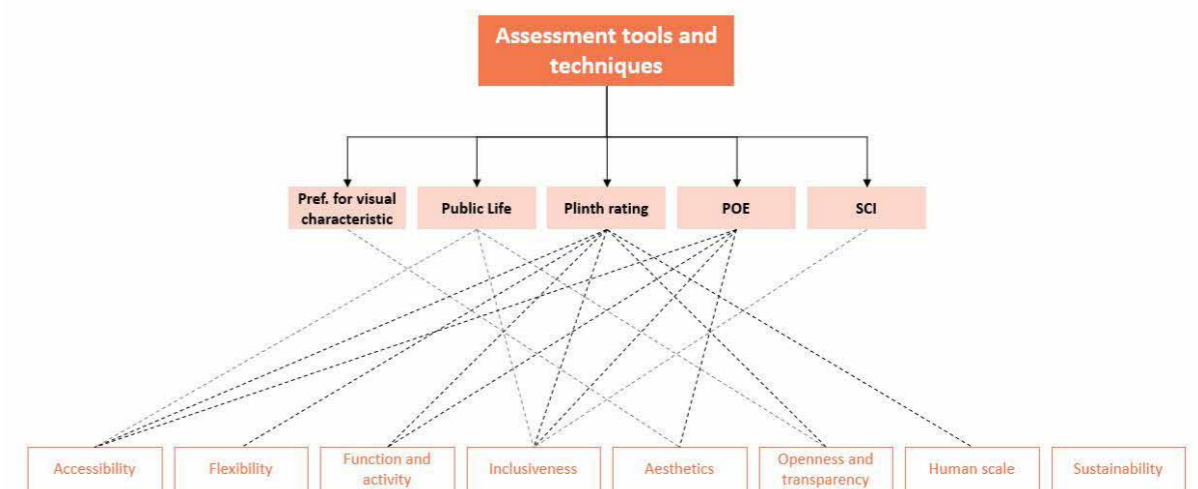 Assessment tools and
techniques
Pref. for visual
characteristic
Public Life
Plinth rating
POE
SCI
Accessibility
Flexibility
Function and
activity
Inclusiveness
Aesthetics
Openness and
transparency
Human scale
Sustainability